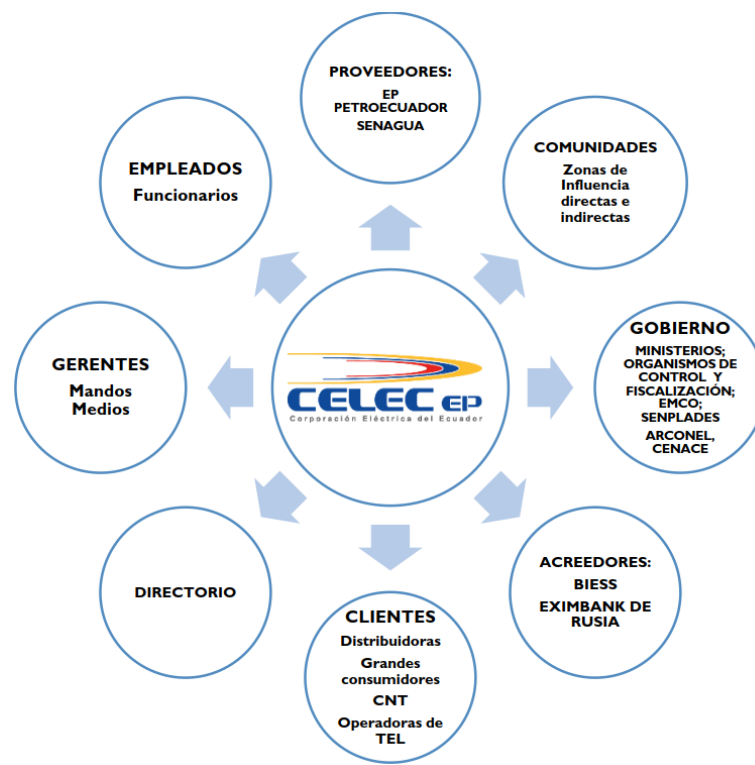 PROVEEDORES:
EP
PETROECUADOR
SENAGUA
COMUNIDADES
Zonas de
Influencia
directas e
indirectas
GOBIERNO
MINISTERIOS;
ORGANISMOS DE
CONTROL Y
FISCALIZACIÓN;
EMCO;
SENPLADES
ARCONEL,
CENACE
ACREEDORES:
BIESS
EXIMBANK DE
RUSIA
CLIENTES
Distribuidoras
Grandes
consumidores
CNT
Operadoras de
TEL
DIRECTORIO
GERENTES
Mandos
Medios
EMPLEADOS
Funcionarios
CELEC EP
Corporación Eléctrica del Ecuador